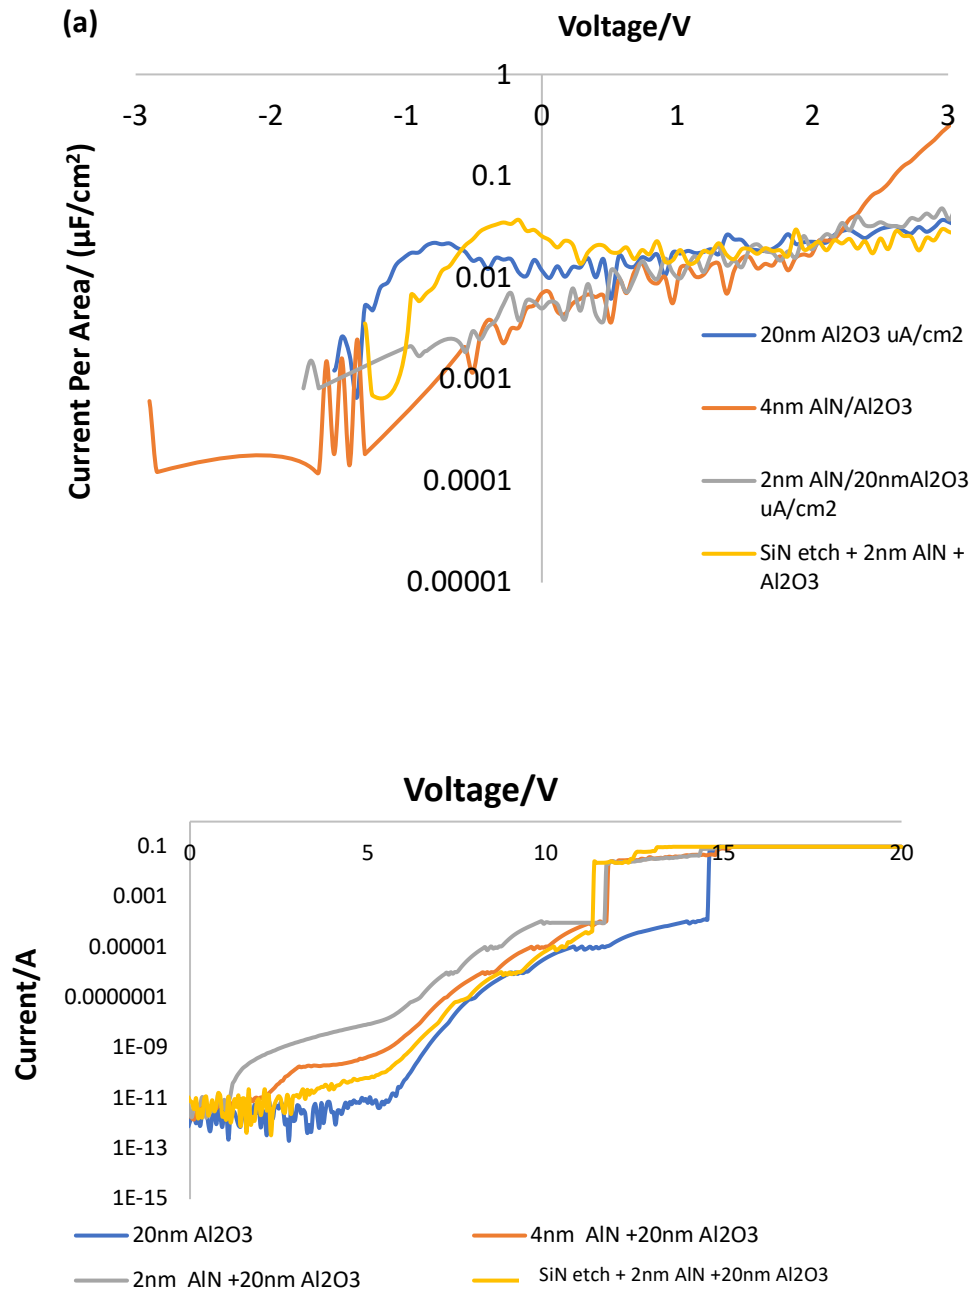 (a)
Voltage/V
1
-3 -2 -1 0 1 2 3
Current Per Area/ (µF/cm²)
0.1
0.01
0.001
0.0001
0.00001
20nm Al2O3 uA/cm2
4nm AlN/Al2O3
2nm AlN/20nmAl2O3
uA/cm2
SiN etch + 2nm AlN +
Al2O3
Voltage/V
0 5 10 15 20
Current/A
0.1
0.001
0.00001
0.0000001
1E-09
1E-11
1E-13
1E-15
20nm Al2O3
4nm AlN +20nm Al2O3
2nm AlN +20nm Al2O3
SiN etch + 2nm AlN +20nm Al2O3